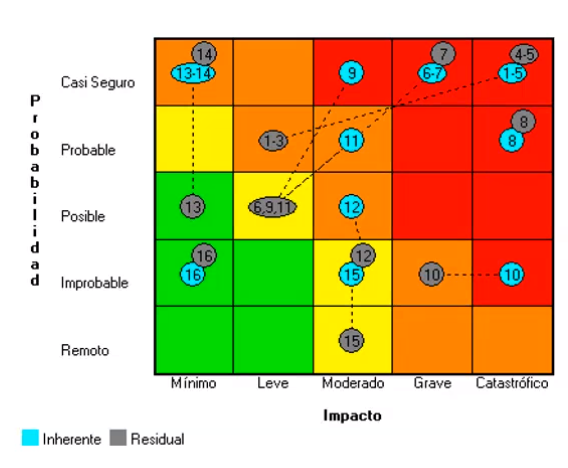 Probabilidad
Casi Seguro
14
13-14
9
7
6-7
4-5
1-5
Probable
1-3
11
8
8
Posible
13
6,9,11
12
Improbable
16
16
12
15
10
10
Remoto
15
Mínimo Leve Moderado Grave Catastrófico
Impacto
Inherente Residual